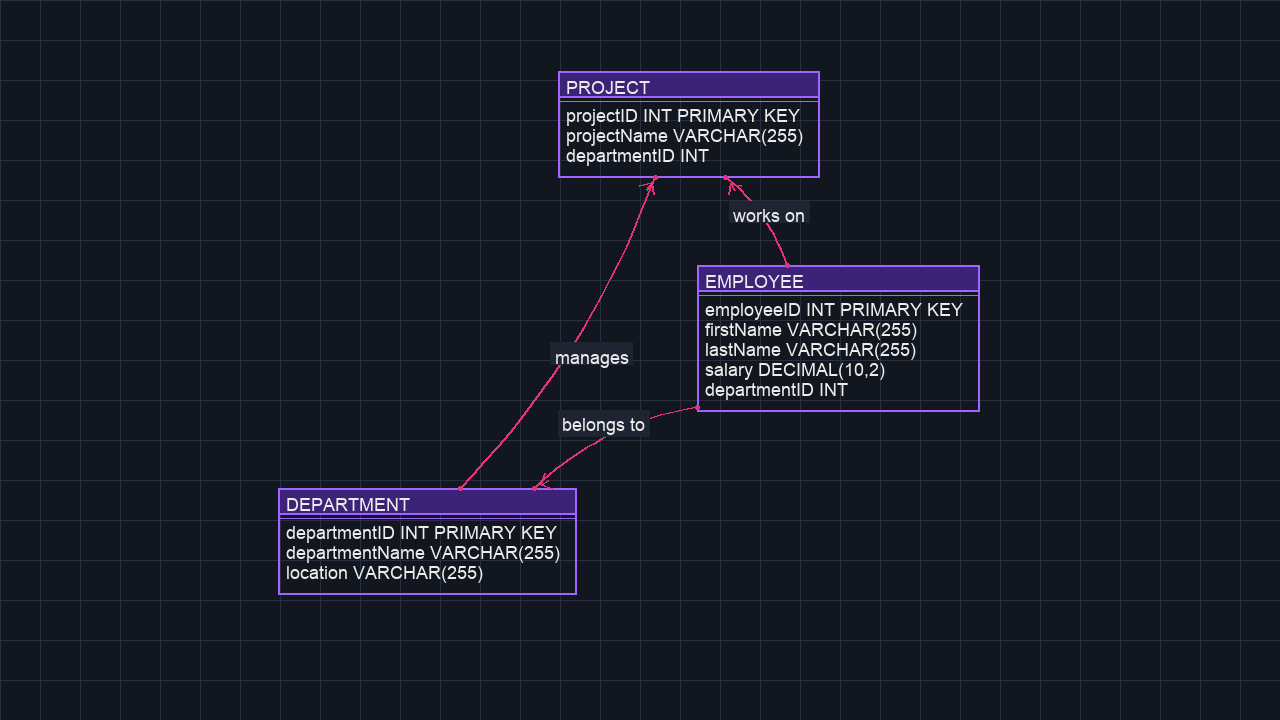 PROJECT
projectID INT PRIMARY KEY
projectName VARCHAR(255)
departmentID INT
works on
EMPLOYEE
employeeID INT PRIMARY KEY
firstName VARCHAR(255)
lastName VARCHAR(255)
salary DECIMAL(10,2)
departmentID INT
manages
belongs to
DEPARTMENT
departmentID INT PRIMARY KEY
departmentName VARCHAR(255)
location VARCHAR(255)